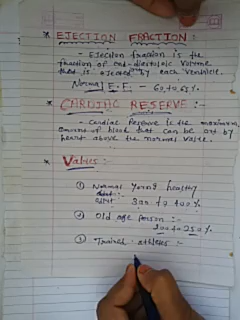 * EJECTION FRACTION :-
- Ejection fraction is the
fraction of end-diastolic volume
that is ejected by each ventricle.
Normal E.F. - 60 to 65%
* CARDIAC RESERVE :-
- Cardiac Reserve is the maximum
amount of blood that can be by
heart above the normal value.
* Values :-
① Normal young healthy
adult :- 300 to 400%
② Old age person :-
200 to 250%
③ Trained athletes :-